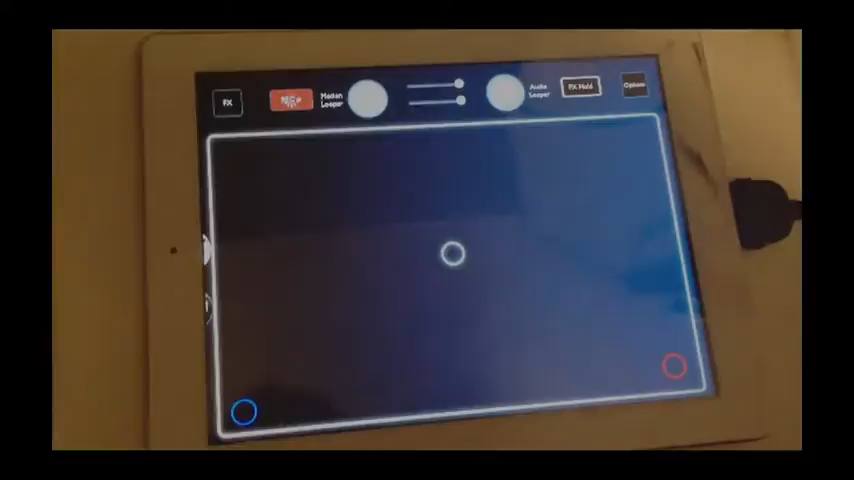 FX
Motion
Looper
Audio
Looper
FX Hold
Options